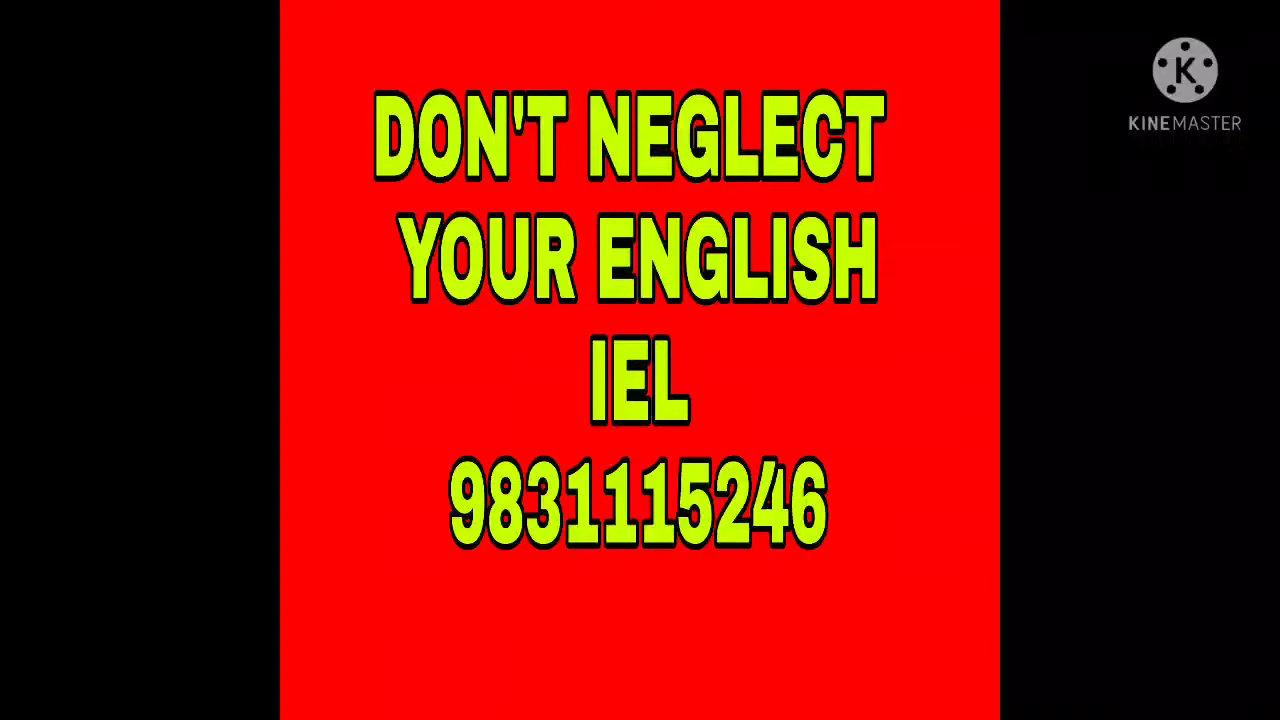 DON'T NEGLECT
YOUR ENGLISH
IEL
9831115246
K
KINEMASTER